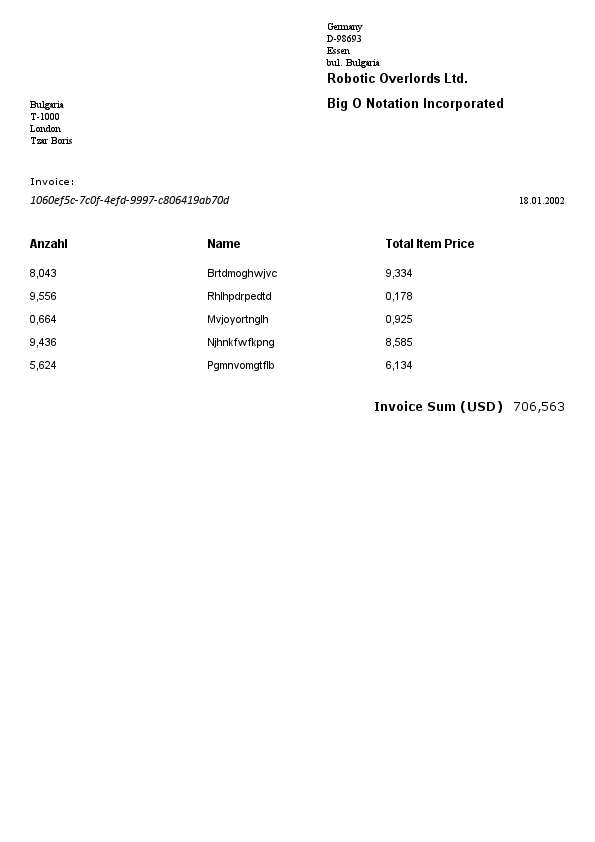 Germany
D-98693
Essen
bul. Bulgaria
Robotic Overlords Ltd.
Big O Notation Incorporated
Bulgaria
T-1000
London
Tzar Boris
Invoice:
1060ef5c-7c0f-4efd-9997-c806419ab70d 18.01.2002
Anzahl Name Total Item Price
8,043 Brtdmoghwjvc 9,334
9,556 Rhlhpdrpedtd 0,178
0,664 Mvjoyortnglh 0,925
9,436 Njhnkfwfkpng 8,585
5,624 Pgmnvomgtflb 6,134
Invoice Sum (USD) 706,563